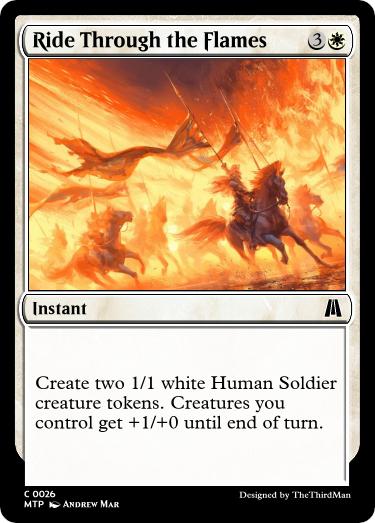 Ride Through the Flames 3
Instant
Create two 1/1 white Human Soldier
creature tokens. Creatures you
control get +1/+0 until end of turn.
C 0026
MTP Andrew Mar
Designed by TheThirdMan